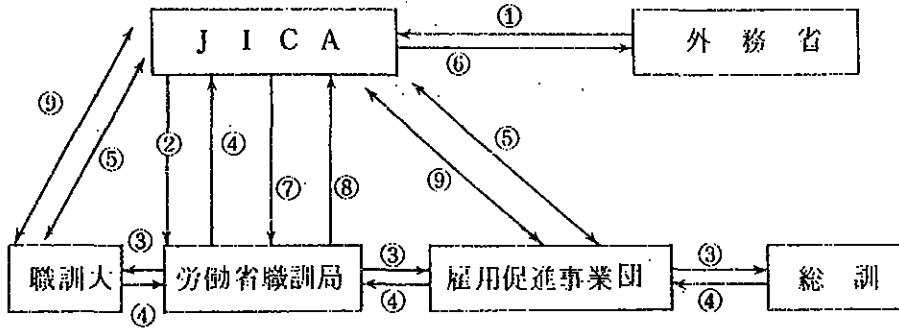 ①
JICA
外務省
⑥
⑨
⑤
②
④
⑦
⑧
⑨
⑤
職訓大
③
④
労働省職訓局
③
④
雇用促進事業団
③
④
総訓